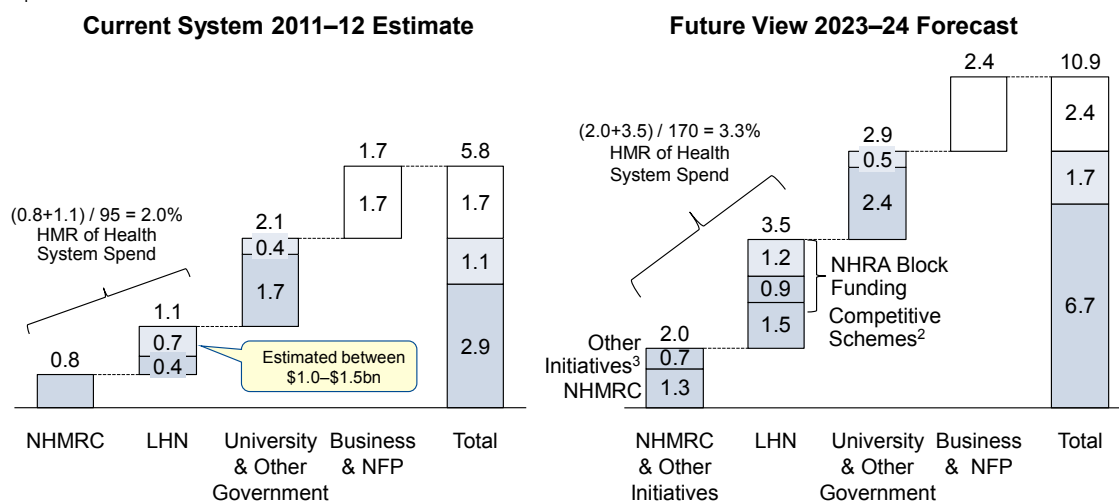 Current System 2011–12 Estimate
5.8
1.7
1.7
1.7
(0.8+1.1) / 95 = 2.0%
HMR of Health
System Spend
2.1
0.4
1.7
1.1
1.1
0.7
0.4
0.8
2.9
Estimated between
$1.0–$1.5bn
NHMRC
LHN
University
& Other
Government
Business
& NFP
Total
Future View 2023–24 Forecast
2.4
10.9
2.4
(2.0+3.5) / 170 = 3.3%
HMR of Health
System Spend
2.9
0.5
2.4
1.7
3.5
1.2
0.9
1.5
NHRA Block
Funding
Competitive
Schemes2
6.7
Other
Initiatives3
NHMRC
2.0
0.7
1.3
NHMRC
& Other
Initiatives
LHN
University
& Other
Government
Business
& NFP
Total